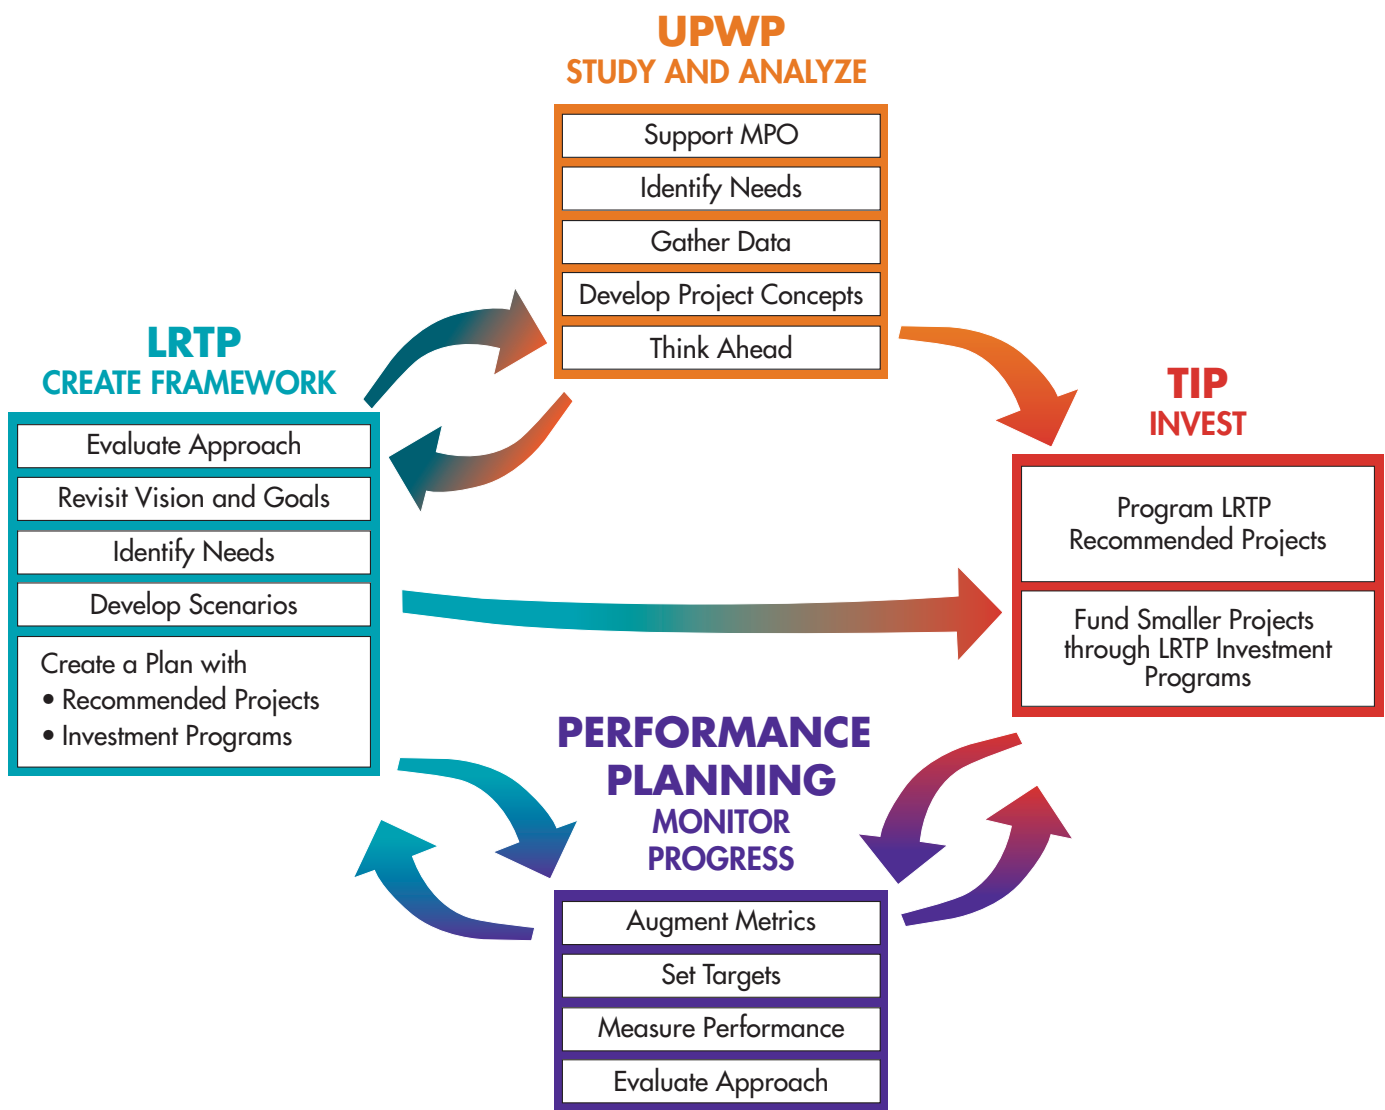 UPWP
STUDY AND ANALYZE
Support MPO
Identify Needs
Gather Data
Develop Project Concepts
Think Ahead
LRTP
CREATE FRAMEWORK
Evaluate Approach
Revisit Vision and Goals
Identify Needs
Develop Scenarios
Create a Plan with
• Recommended Projects
• Investment Programs
TIP
INVEST
Program LRTP
Recommended Projects
Fund Smaller Projects
through LRTP Investment
Programs
PERFORMANCE
PLANNING
MONITOR
PROGRESS
Augment Metrics
Set Targets
Measure Performance
Evaluate Approach